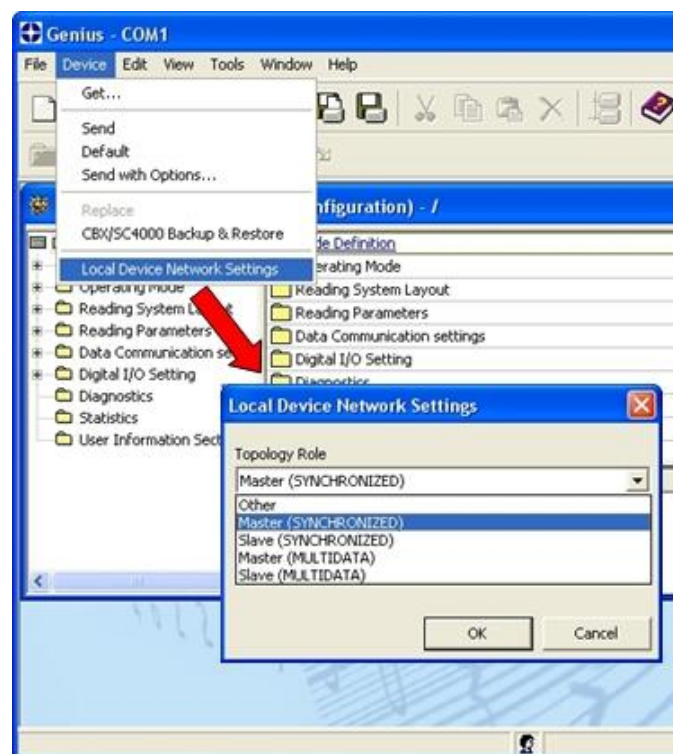 Genius - COM1
File Device Edit View Tools Window Help
Get...
Send
Default
Send with Options...
Replace
CBX/SC4000 Backup & Restore
Local Device Network Settings
nfiguration) - /
de Definition
Operating Mode
Reading System
Reading Parameters
Data Communication se
Digital I/O Setting
Diagnostics
Statistics
User Information Sect
erating Mode
Reading System Layout
Reading Parameters
Data Communication settings
Digital I/O Setting
Diagnostics
Local Device Network Settings
Topology Role
Master (SYNCHRONIZED)
Other
Master (SYNCHRONIZED)
Slave (SYNCHRONIZED)
Master (MULTIDATA)
Slave (MULTIDATA)
OK Cancel